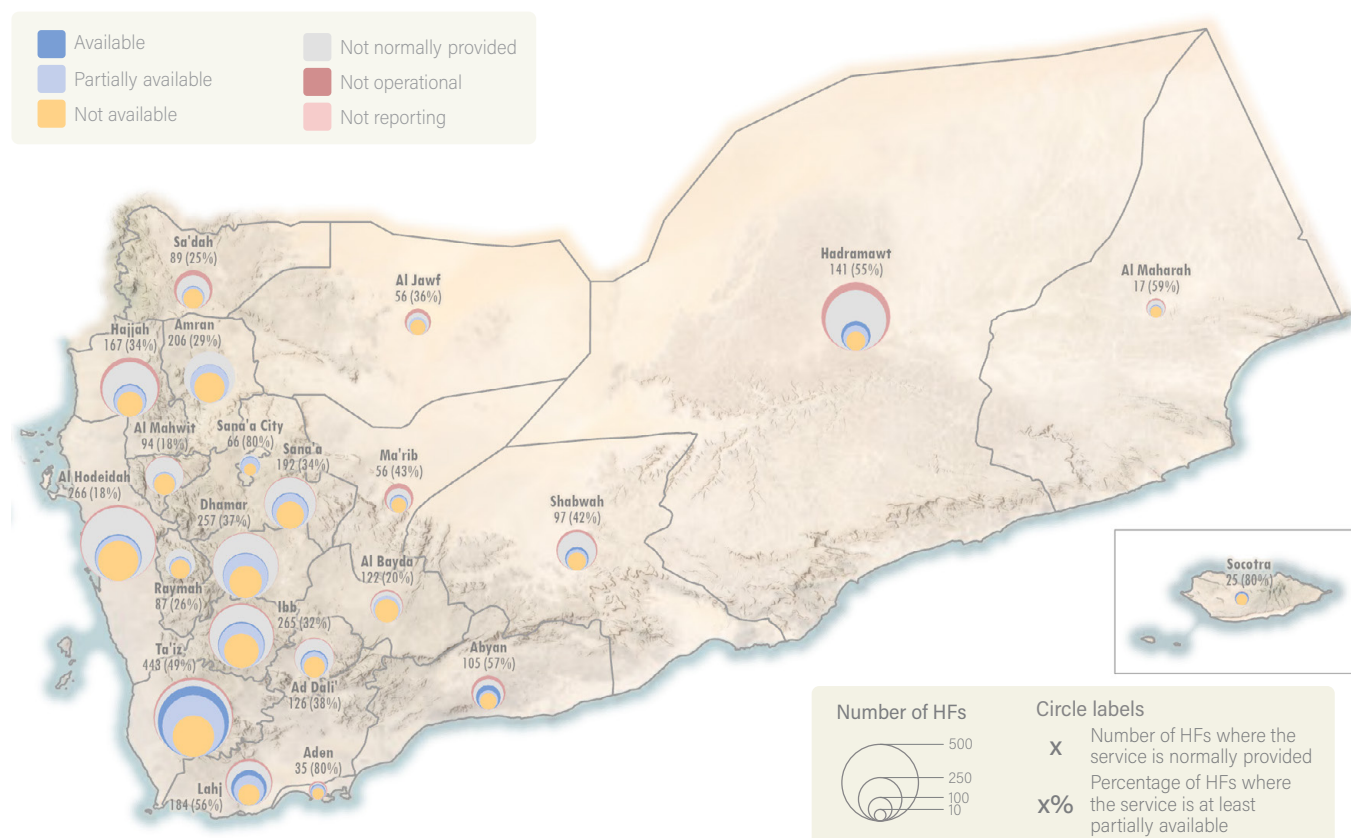 Available
Partially available
Not available
Not normally provided
Not operational
Not reporting
Sa'dah
89 (25%)
Al Jawf
56 (36%)
Hadramawt
141 (55%)
Al Maharah
17 (59%)
Hajjah
167 (34%)
Amran
206 (29%)
Al Mahwit
94 (18%)
Sana'a City
66 (80%)
Sana'a
192 (34%)
Ma'rib
56 (43%)
Al Hodeidah
266 (18%)
Dhamar
257 (37%)
Shabwah
97 (42%)
Al Bayda
122 (20%)
Raymah
87 (26%)
Ibb
265 (32%)
Socotra
25 (80%)
Ta'iz
443 (49%)
Ad Dali'
126 (38%)
Abyan
105 (57%)
Aden
35 (80%)
Lahj
184 (56%)
Number of HFs
500
250
100
10
Circle labels
x Number of HFs where the
service is normally provided
x% Percentage of HFs where
the service is at least
partially available